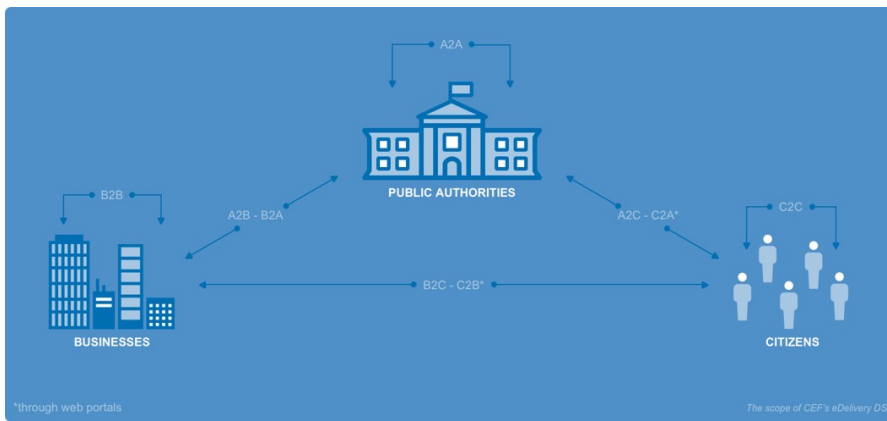 A2A
PUBLIC AUTHORITIES
B2B
A2B - B2A
A2C - C2A*
C2C
B2C - C2B*
BUSINESSES
CITIZENS
*through web portals
The scope of CEF's eDelivery DS